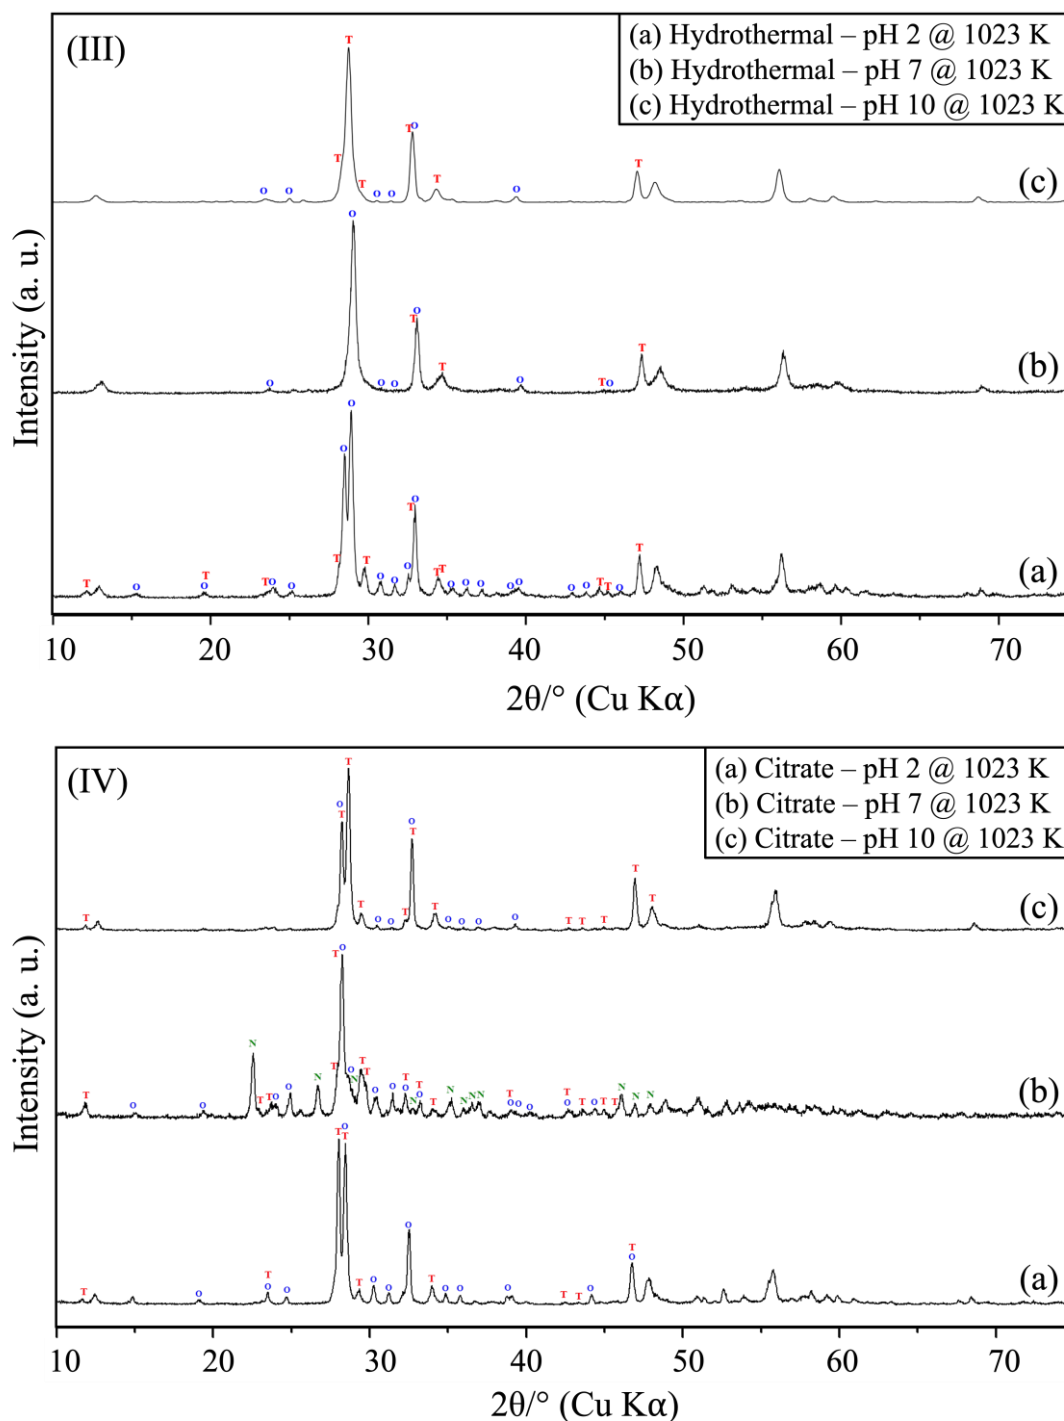 (III)
(a) Hydrothermal – pH 2 @ 1023 K
(b) Hydrothermal – pH 7 @ 1023 K
(c) Hydrothermal – pH 10 @ 1023 K
T
T O
T T T T
O O O O O
(c)
O
T O
T T
O O O O T O
(b)
O
O
T O
T T T
T O T T O O O T O O T T O O O O O O O O T T O
(a)
Intensity (a. u.)
10 20 30 40 50 60 70
2θ/° (Cu Kα)
(IV)
(a) Citrate – pH 2 @ 1023 K
(b) Citrate – pH 7 @ 1023 K
(c) Citrate – pH 10 @ 1023 K
T
O O
T T
T T T T T T
T O O O O O O T T T
(c)
T O
N
T O T
N N T T T N N N N
T O O T T O O O O N O T O T O O T O T O T T N N
(b)
T O
T
O
T
T O
T O T O O O T O O O T T O
(a)
Intensity (a. u.)
10 20 30 40 50 60 70
2θ/° (Cu Kα)